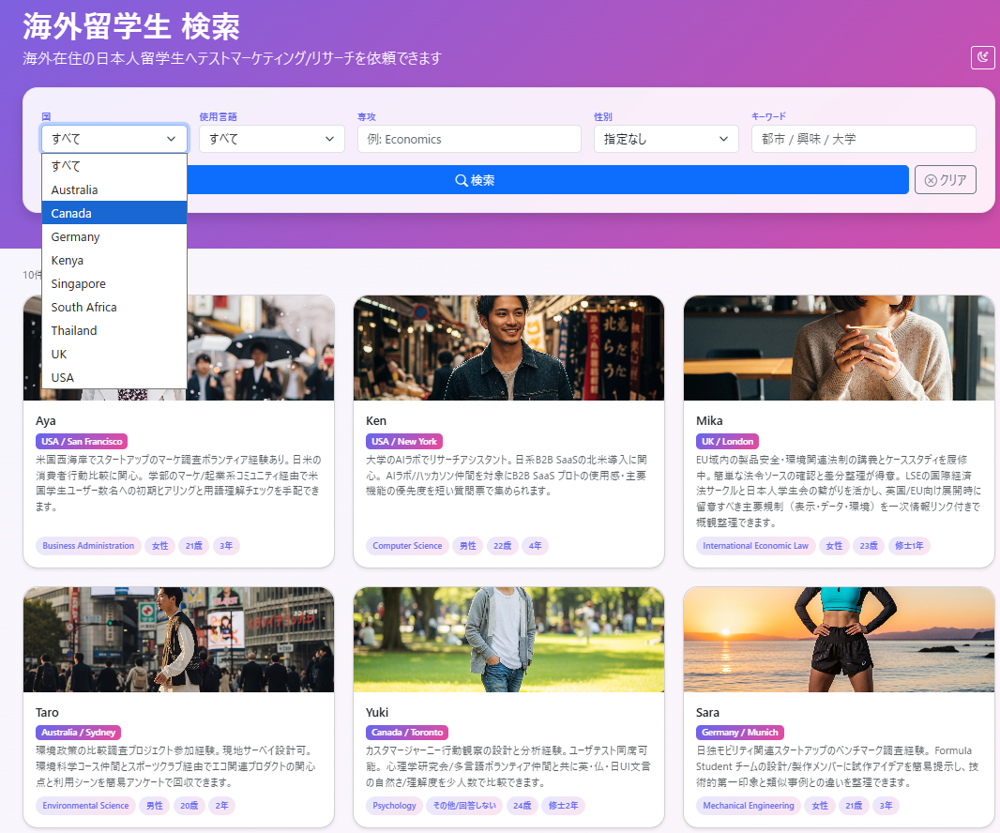 海外留学生 検索
海外在住の日本人留学生へテストマーケティング/リサーチを依頼できます
国
使用言語
専攻
性別
キーワード
すべて
すべて
例: Economics
指定なし
都市 / 興味 / 大学
すべて
Australia
Canada
Germany
Kenya
Singapore
South Africa
Thailand
UK
USA
検索
クリア
10件
Aya
USA / San Francisco
米国西海岸でスタートアップのマーケ調査ボランティア経験あり。日米の
消費者行動比較に関心。 学部のマーケ/起業系コミュニティ経由で米
国学生ユーザー数名への初期ヒアリングと用語理解チェックを手配でき
ます。
Business Administration
女性
21歳
3年
Ken
USA / New York
大学のAIラボでリサーチアシスタント。日系B2B SaaSの北米導入に関
心。 AIラボ/ハッカソン仲間を対象にB2B SaaS プロトの使用感・主要
機能の優先度を短い質問票で集められます。
Computer Science
男性
22歳
4年
Mika
UK / London
EU域内の製品安全・環境関連法制の講義とケーススタディを履修
中。簡単な法令ソースの確認と差分整理が得意。 LSEの国際経済
法サークルと日本人学生会の繋がりを活かし、英国/EU向け展開時に
留意すべき主要規制（表示・データ・環境）を一次情報リンク付きで
概観整理できます。
International Economic Law
女性
23歳
修士1年
Taro
Australia / Sydney
環境政策の比較調査プロジェクト参加経験。現地サーベイ設計可。
環境科学コース仲間とスポーツクラブ経由でエコ関連プロダクトの関心
点と利用シーンを簡易アンケートで回収できます。
Environmental Science
男性
20歳
2年
Yuki
Canada / Toronto
カスタマージャーニー行動観察の設計と分析経験。ユーザテスト同席可
能。 心理学研究会/多言語ボランティア仲間と共に英・仏・日UI文言
の自然さ/理解度を少人数で比較できます。
Psychology
その他/回答しない
24歳
修士2年
Sara
Germany / Munich
日独モビリティ関連スタートアップのベンチマーク調査経験。 Formula
Student チームの設計/製作メンバーに試作アイデアを簡易提示し、技
術的第一印象と類似事例との違いを整理できます。
Mechanical Engineering
女性
21歳
3年